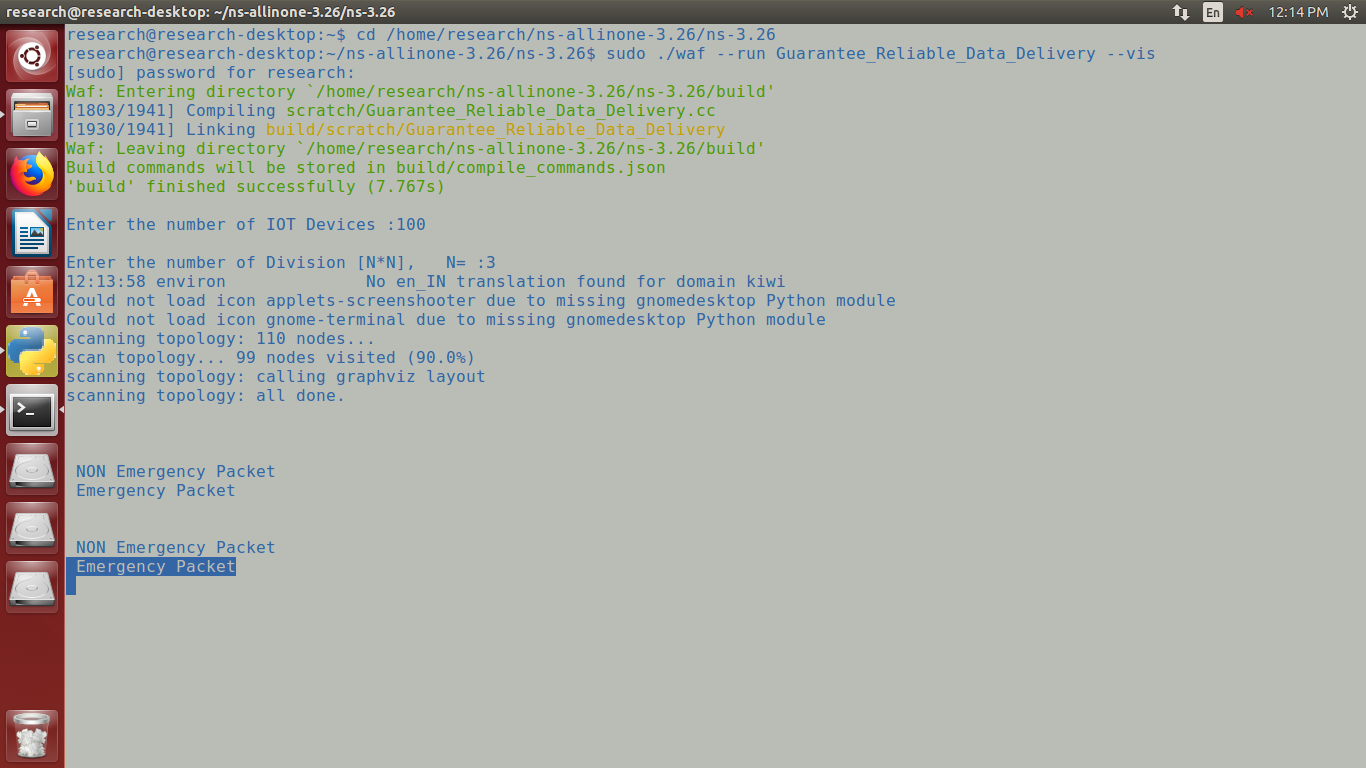 research@research-desktop: ~/ns-allinone-3.26/ns-3.26
En
12:14 PM
research@research-desktop:~$ cd /home/research/ns-allinone-3.26/ns-3.26
research@research-desktop:~/ns-allinone-3.26/ns-3.26$ sudo ./waf --run Guarantee_Reliable_Data_Delivery --vis
[sudo] password for research:
Waf: Entering directory `/home/research/ns-allinone-3.26/ns-3.26/build'
[1803/1941] Compiling scratch/Guarantee_Reliable_Data_Delivery.cc
[1930/1941] Linking build/scratch/Guarantee_Reliable_Data_Delivery
Waf: Leaving directory `/home/research/ns-allinone-3.26/ns-3.26/build'
Build commands will be stored in build/compile_commands.json
'build' finished successfully (7.767s)
Enter the number of IOT Devices :100
Enter the number of Division [N*N],   N= :3
12:13:58 environ              No en_IN translation found for domain kiwi
Could not load icon applets-screenshooter due to missing gnomedesktop Python module
Could not load icon gnome-terminal due to missing gnomedesktop Python module
scanning topology: 110 nodes...
scan topology... 99 nodes visited (90.0%)
scanning topology: calling graphviz layout
scanning topology: all done.
NON Emergency Packet
Emergency Packet
NON Emergency Packet
Emergency Packet